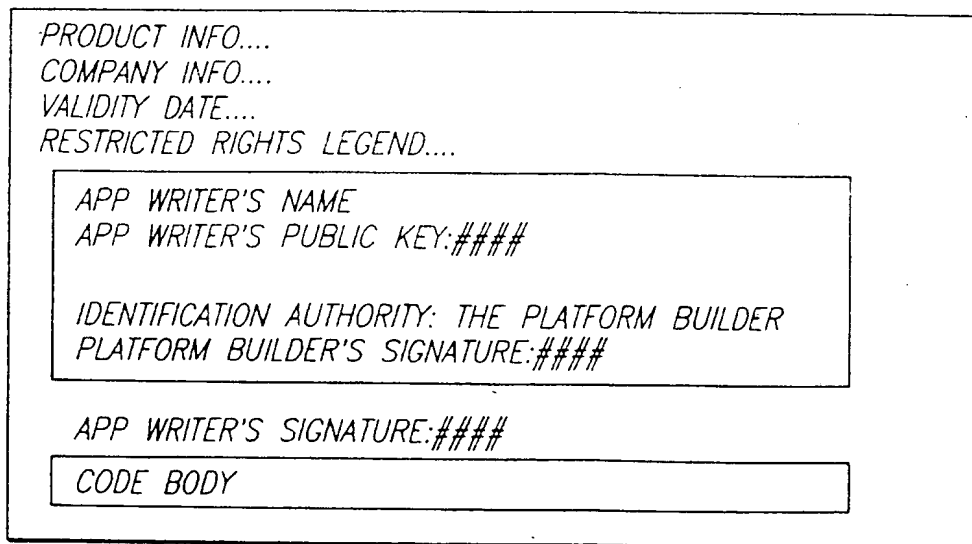 PRODUCT INFO....
COMPANY INFO....
VALIDITY DATE....
RESTRICTED RIGHTS LEGEND....
APP WRITER'S NAME
APP WRITER'S PUBLIC KEY:####
IDENTIFICATION AUTHORITY: THE PLATFORM BUILDER
PLATFORM BUILDER'S SIGNATURE:####
APP WRITER'S SIGNATURE:####
CODE BODY